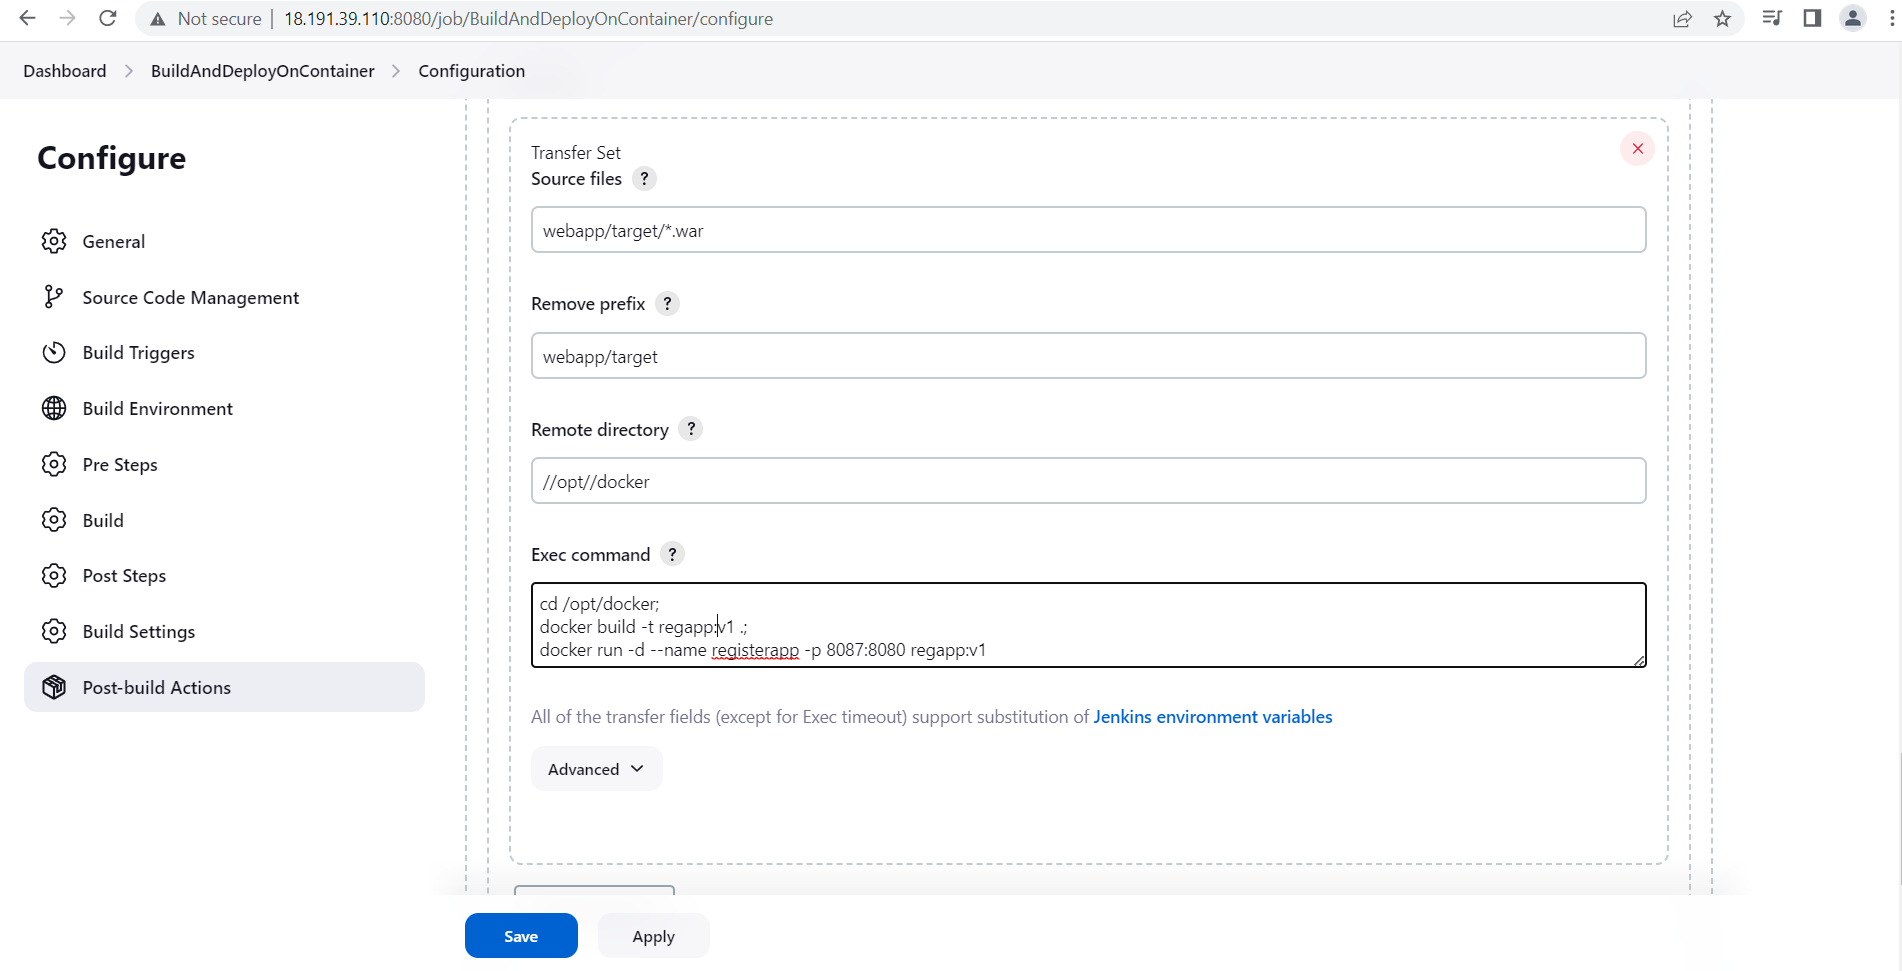 Not secure | 18.191.39.110:8080/job/BuildAndDeployOnContainer/configure
Dashboard > BuildAndDeployOnContainer > Configuration
Configure
General
Source Code Management
Build Triggers
Build Environment
Pre Steps
Build
Post Steps
Build Settings
Post-build Actions
Transfer Set
Source files ?
webapp/target/*.war
Remove prefix ?
webapp/target
Remote directory ?
//opt//docker
Exec command ?
cd /opt/docker;
docker build -t regapp:v1 .;
docker run -d --name registerapp -p 8087:8080 regapp:v1
All of the transfer fields (except for Exec timeout) support substitution of Jenkins environment variables
Advanced
Save
Apply